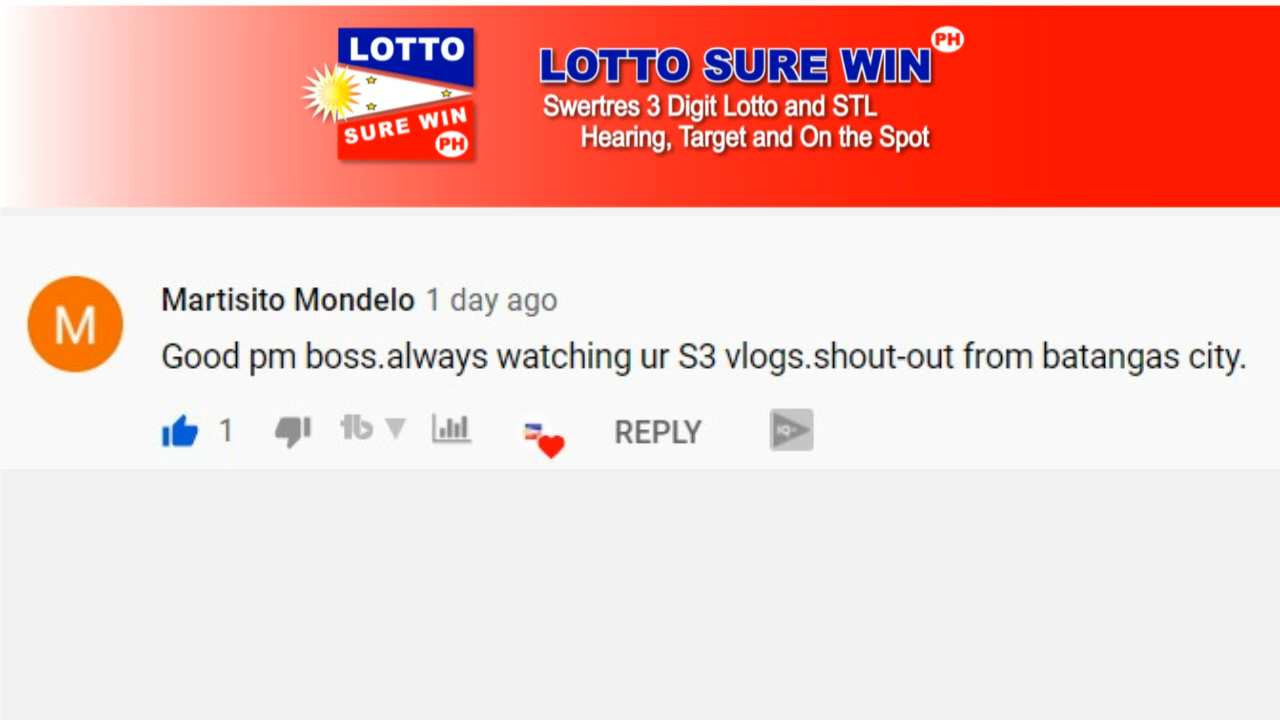 LOTTO
SURE WIN
PH
LOTTO SURE WIN PH
Swertres 3 Digit Lotto and STL
Hearing, Target and On the Spot
M
Martisito Mondelo 1 day ago
Good pm boss.always watching ur S3 vlogs.shout-out from batangas city.
1 tb REPLY IQ